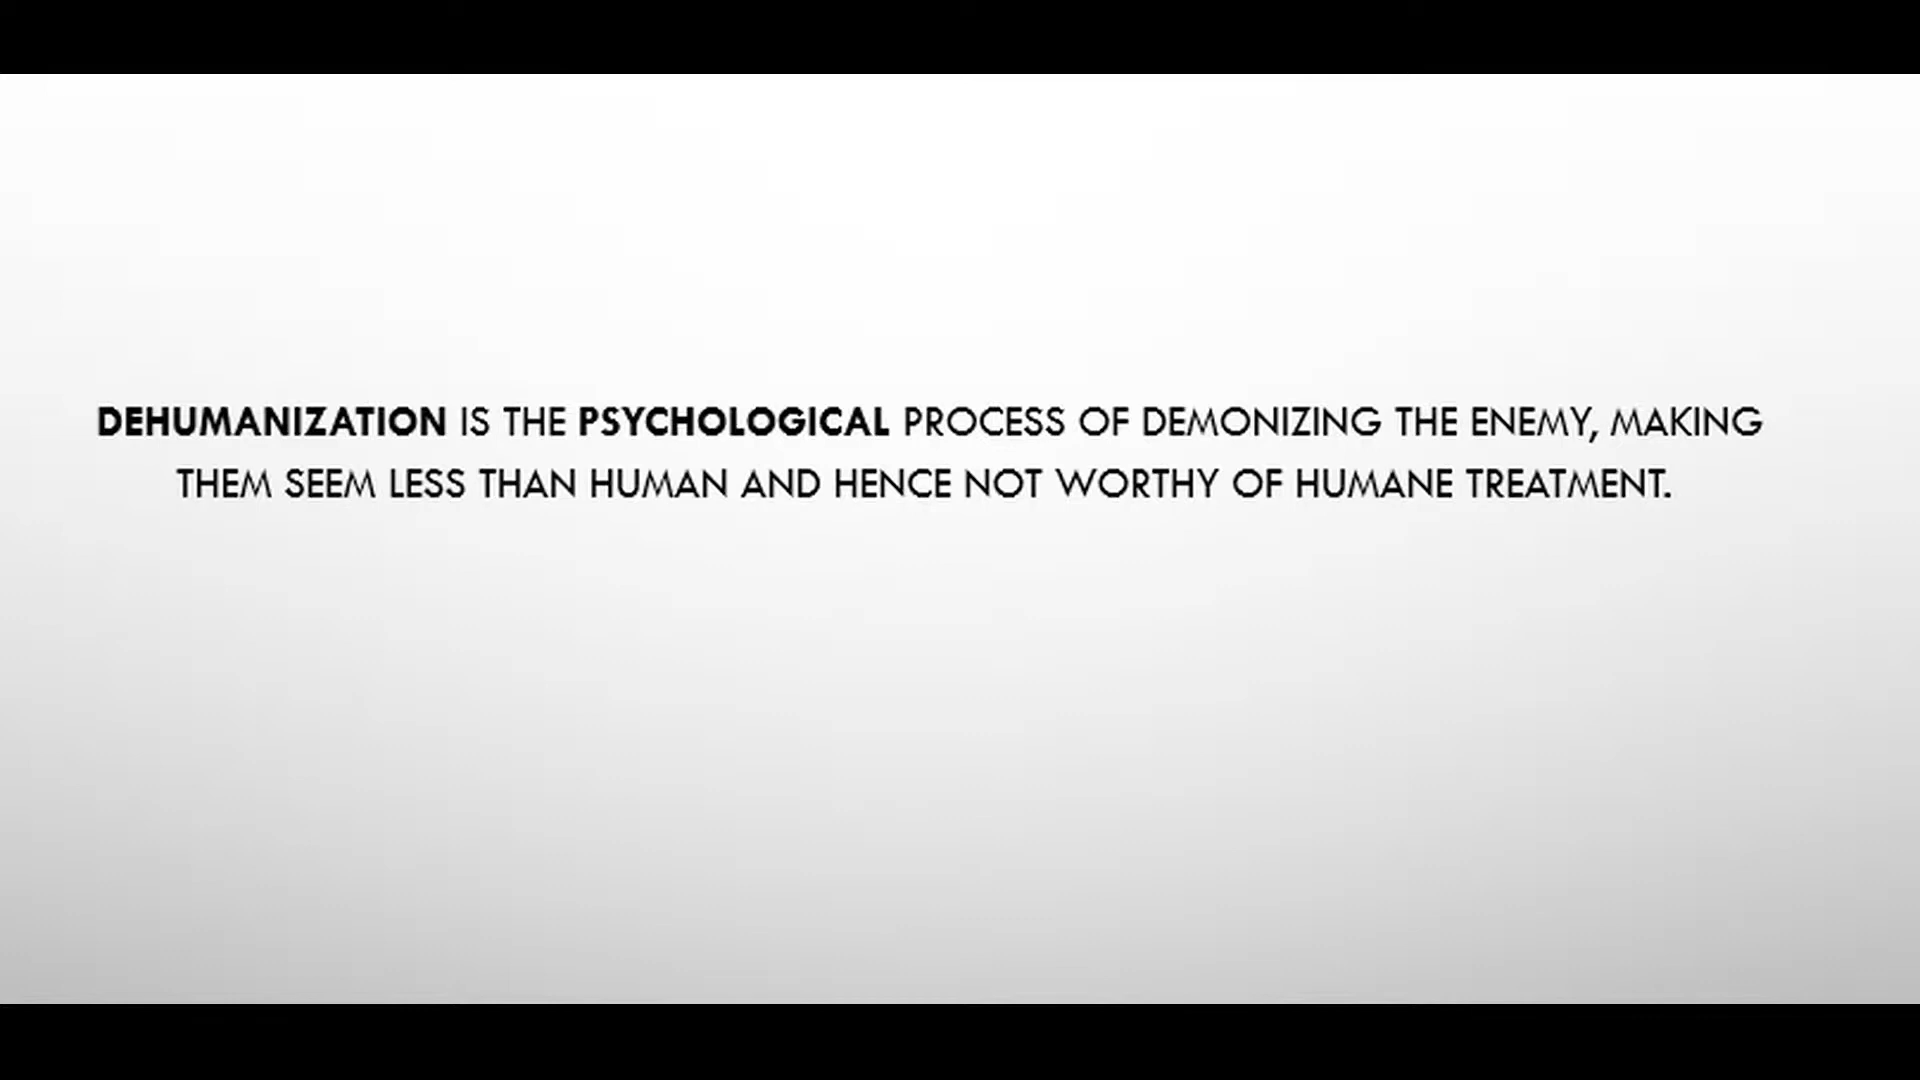 DEHUMANIZATION IS THE PSYCHOLOGICAL PROCESS OF DEMONIZING THE ENEMY, MAKING
THEM SEEM LESS THAN HUMAN AND HENCE NOT WORTHY OF HUMANE TREATMENT.